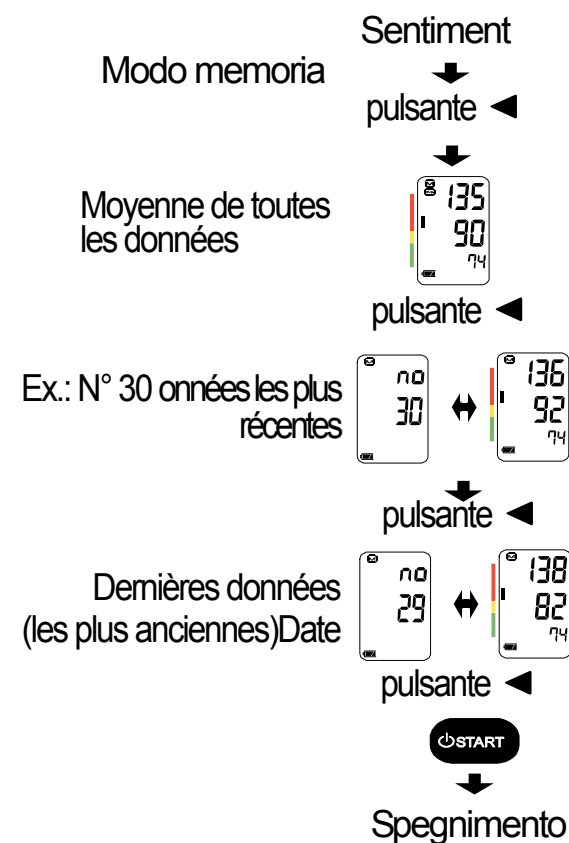 Sentiment
Modo memoria
pulsante ◀
135
Moyenne de toutes
les données
90
74
pulsante ◀
Ex.: N° 30 onnées les plus
récentes
no
30
136
92
74
pulsante ◀
Dernières données
(les plus anciennes)Date
no
29
138
82
74
pulsante ◀
START
Spegnimento